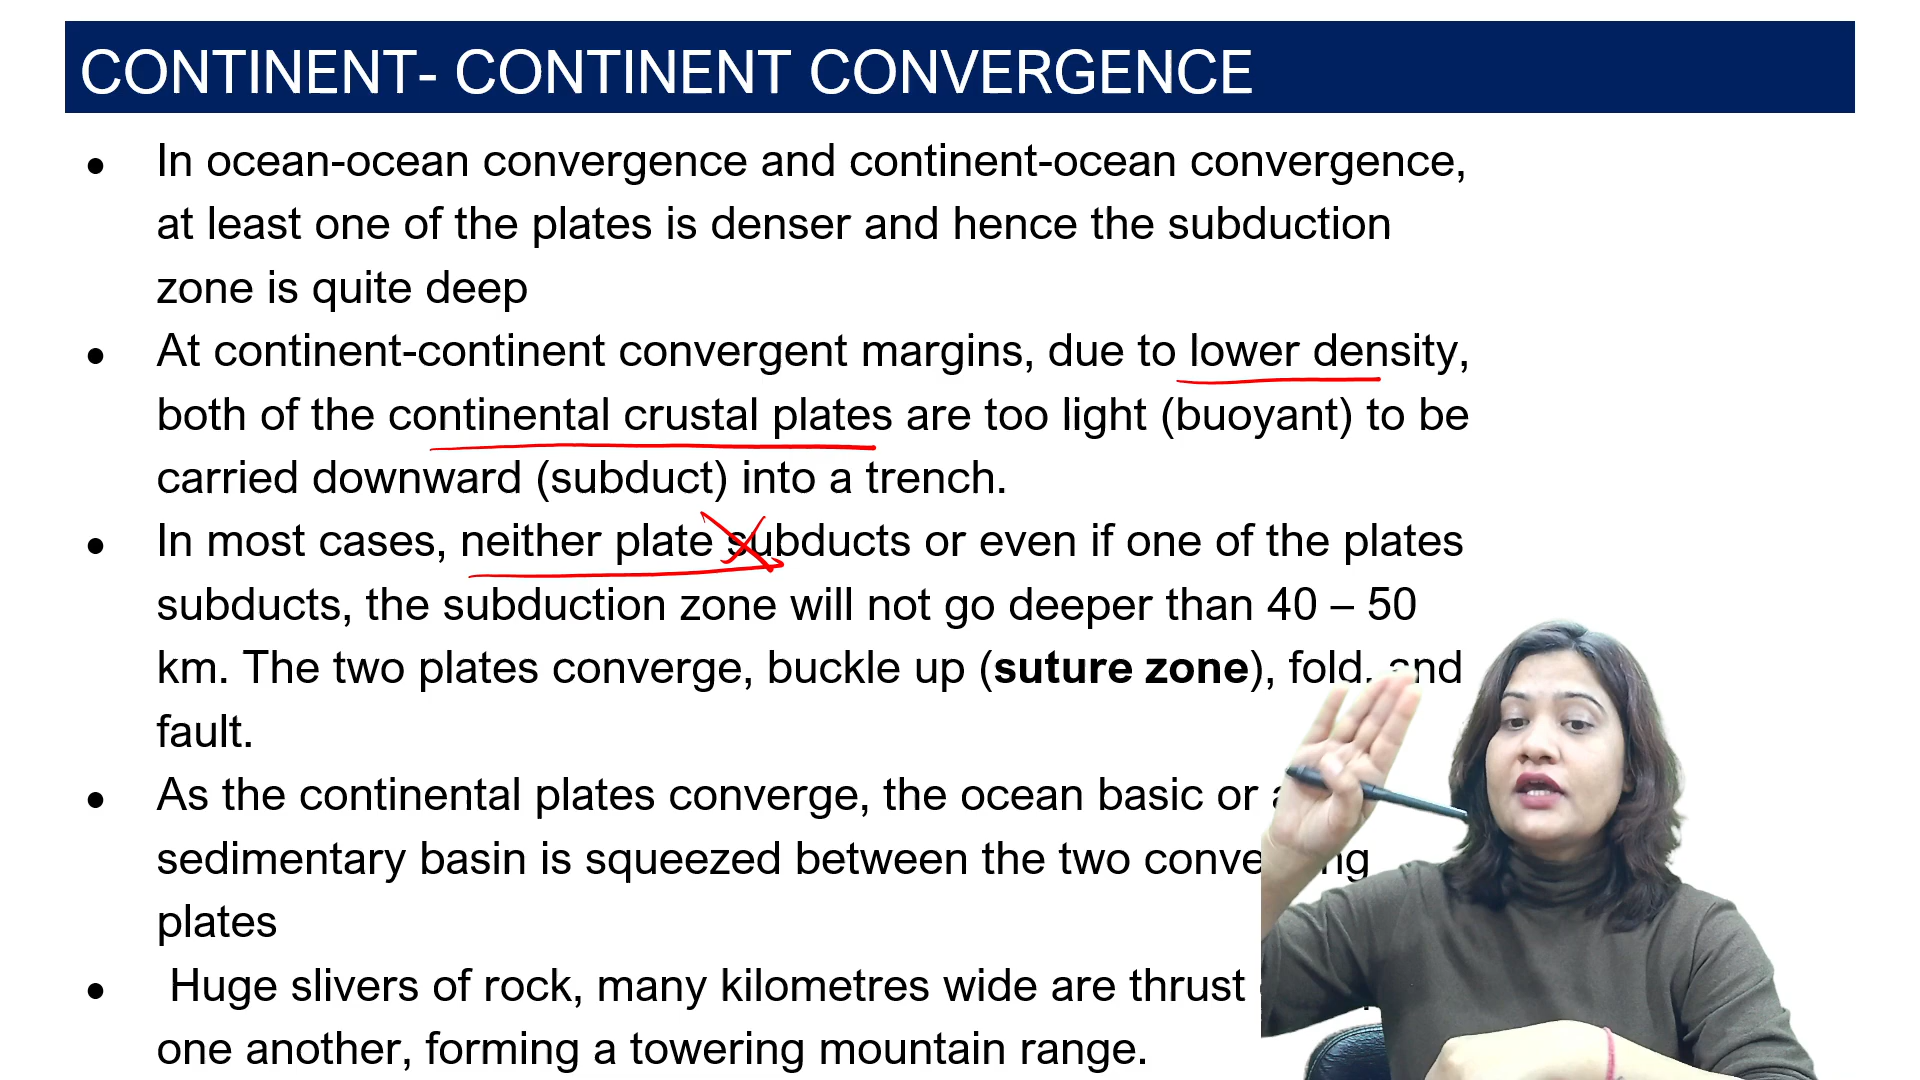 CONTINENT- CONTINENT CONVERGENCE
● In ocean-ocean convergence and continent-ocean convergence,
at least one of the plates is denser and hence the subduction
zone is quite deep
● At continent-continent convergent margins, due to lower density,
both of the continental crustal plates are too light (buoyant) to be
carried downward (subduct) into a trench.
● In most cases, neither plate subducts or even if one of the plates
subducts, the subduction zone will not go deeper than 40 – 50
km. The two plates converge, buckle up (suture zone), fold, and
fault.
● As the continental plates converge, the ocean basic or
sedimentary basin is squeezed between the two
plates
● Huge slivers of rock, many kilometres wide are thrust
one another, forming a towering mountain range.